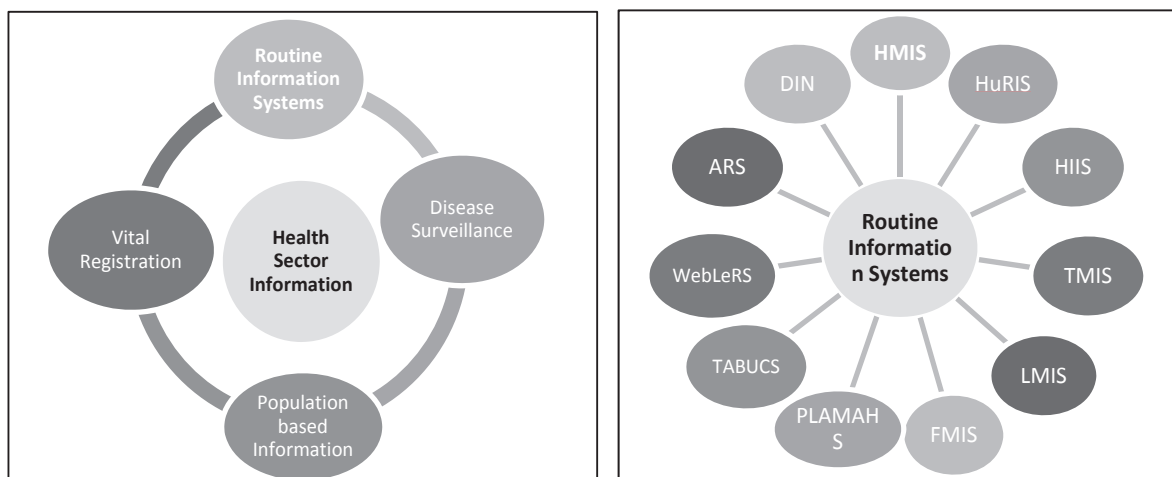 Routine
Information
Systems
Disease
Surveillance
Health
Sector
Information
Vital
Registration
Population
based
Information
HMIS
DIN
HuRIS
ARS
HIIS
Routine
Informatio
n Systems
WebLeRS
TMIS
TABUCS
LMIS
PLAMAH
S
FMIS